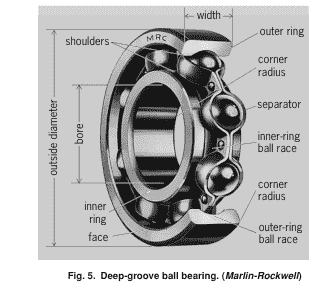 width
outer ring
shoulders
MRC
corner
radius
separator
outside diameter
bore
inner-ring
ball race
corner
radius
inner
ring
face
outer-ring
ball race
Fig. 5. Deep-groove ball bearing. (Marlin-Rockwell)